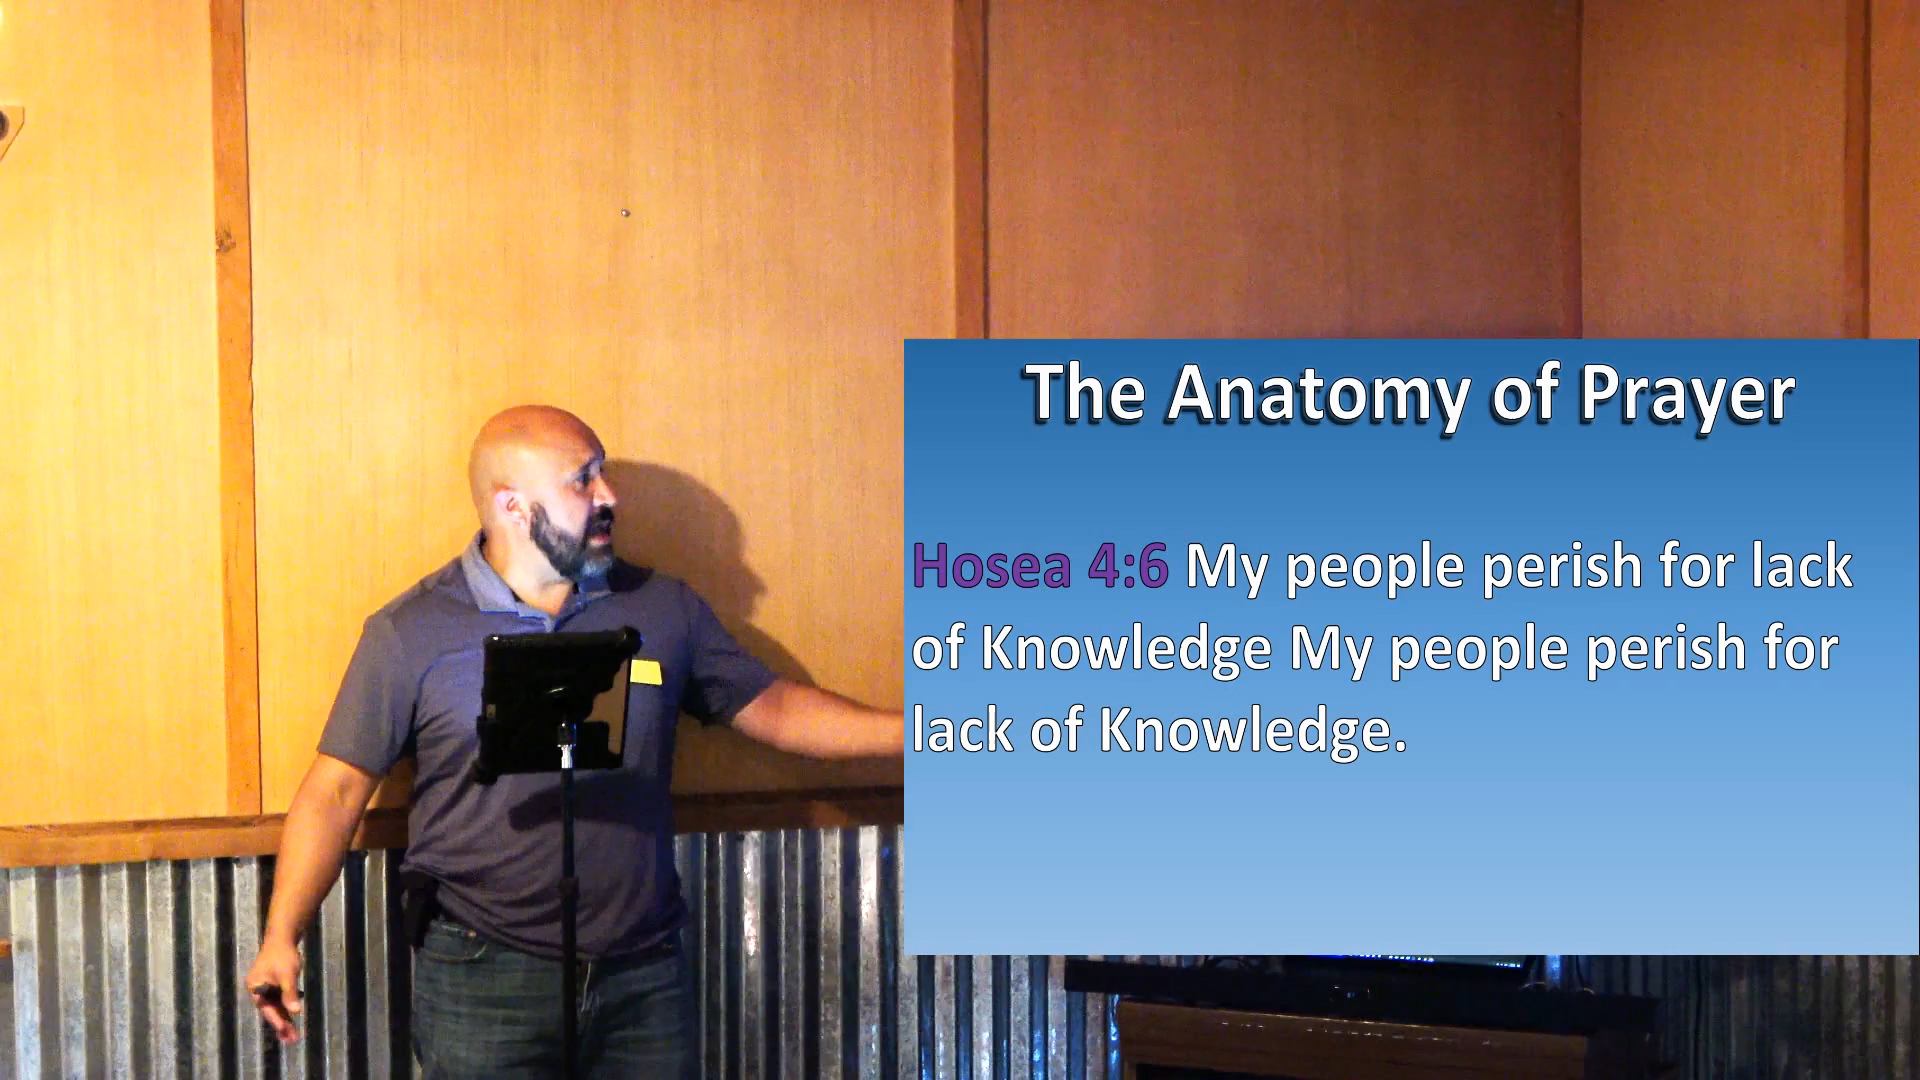 The Anatomy of Prayer
Hosea 4:6 My people perish for lack
of Knowledge My people perish for
lack of Knowledge.